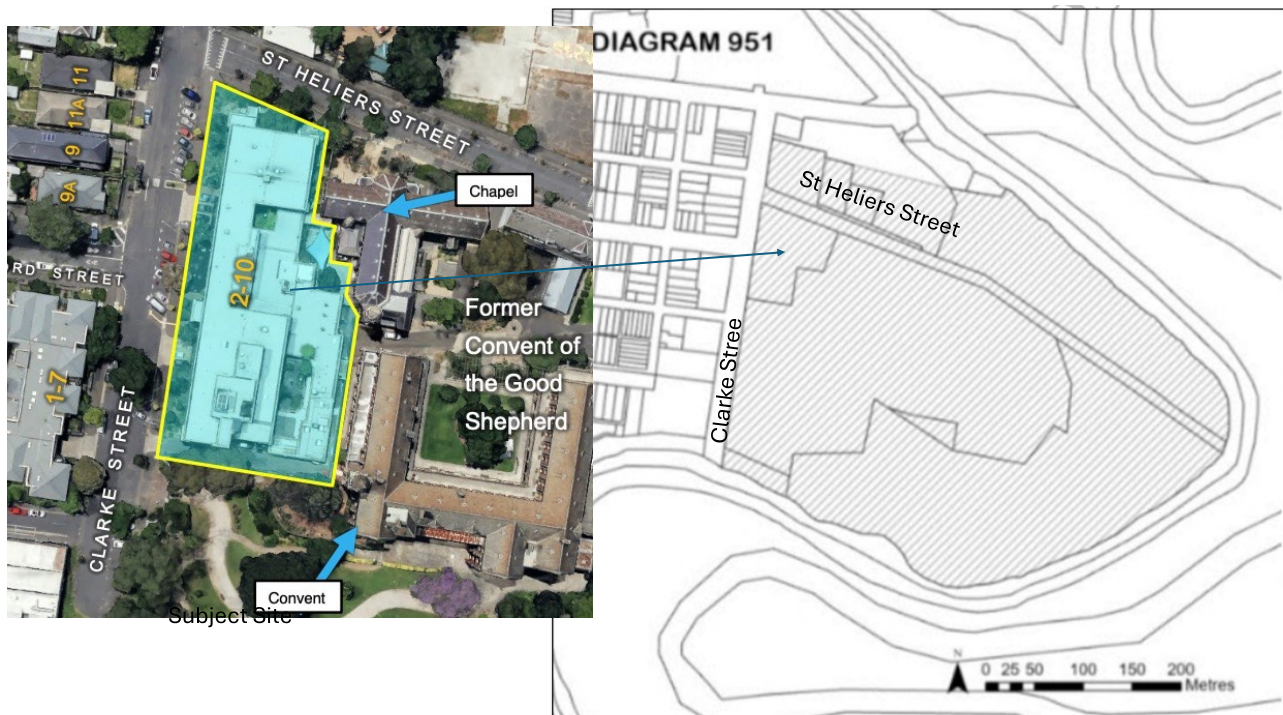 DIAGRAM 951
ST HELIERS STREET
11
11A
9
9A
Chapel
St Heliers Street
RD STREET
2-10
Former
Convent of
the Good
Shepherd
1-7
CLARKE STREET
Clarke Stree
Convent
Subject Site
N
0 25 50 100 150 200
Metres